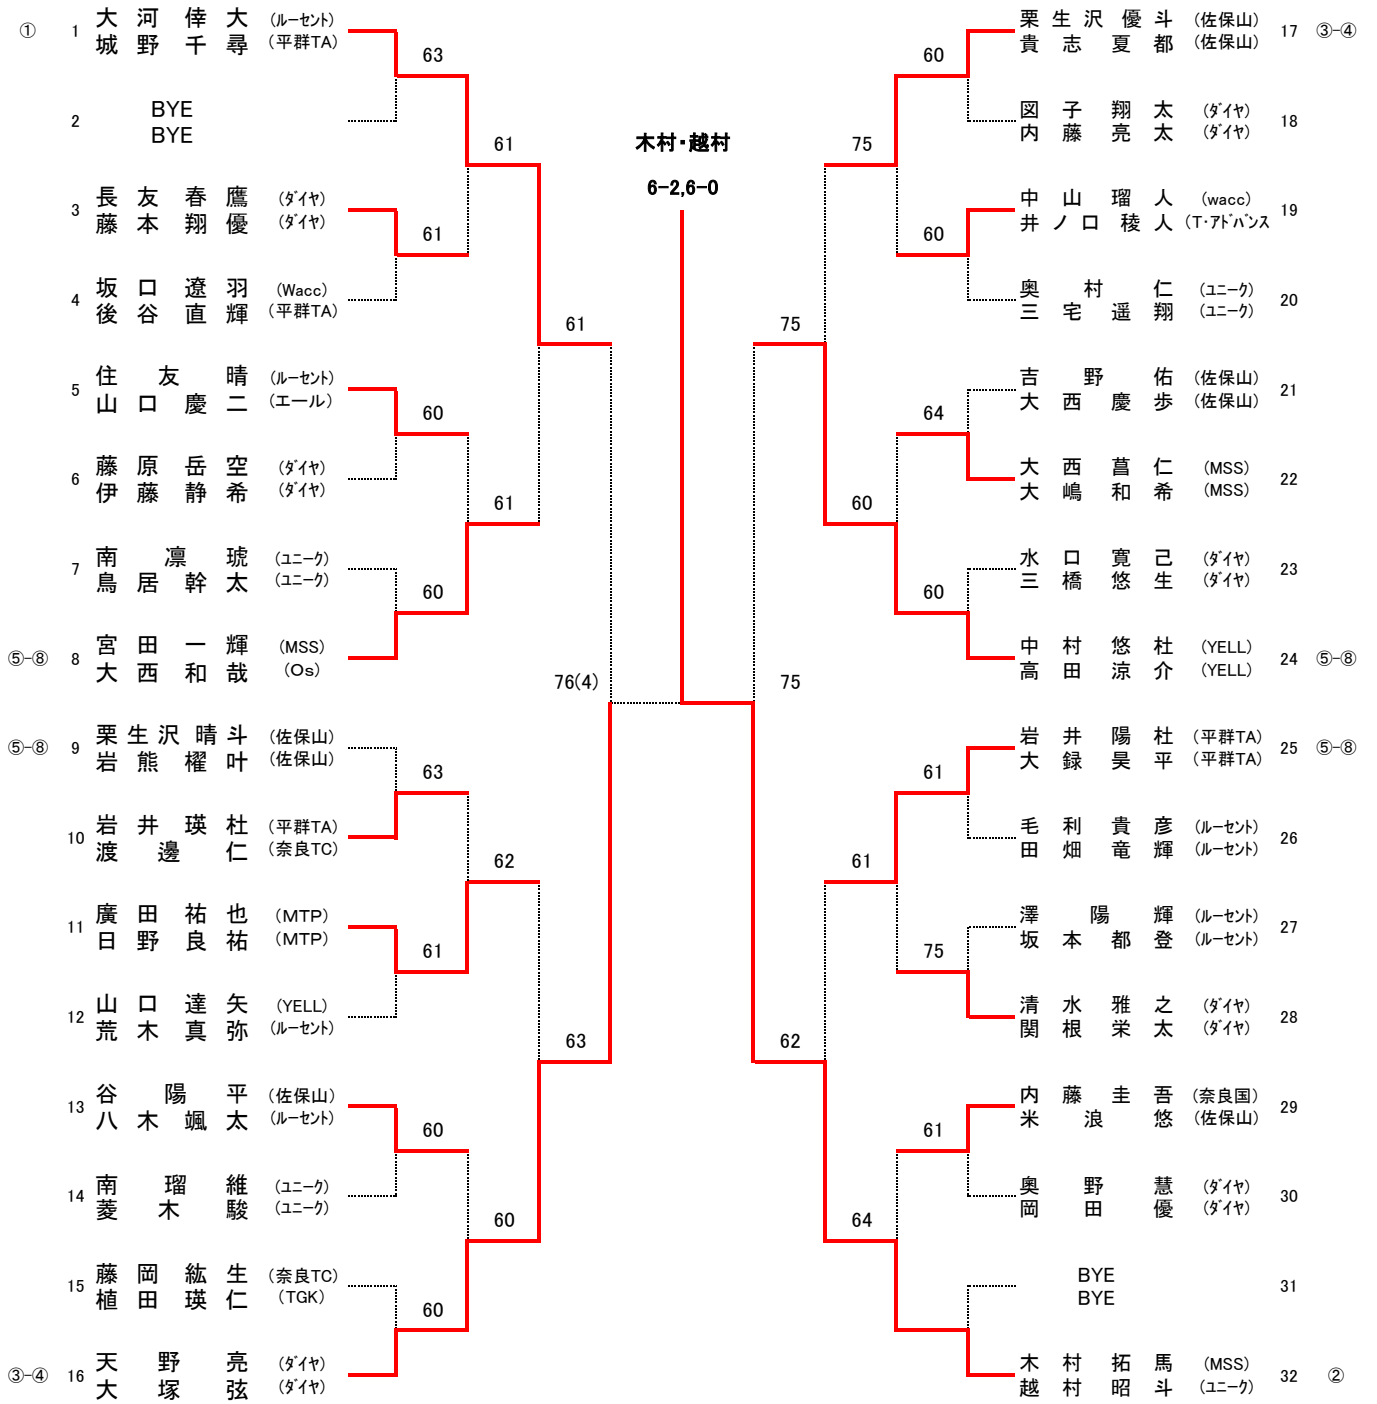 ① 1 大河倖大 (ルーセント)
城野千尋 (平群TA)
63
2 BYE
BYE
61
3 長友春鷹 (ダイヤ)
藤本翔優 (ダイヤ)
61
4 坂口遼羽 (Wacc)
後谷直輝 (平群TA)
61
5 住友晴 (ルーセント)
山口慶二 (エール)
60
6 藤原岳空 (ダイヤ)
伊藤静希 (ダイヤ)
61
7 南凛琥 (ユニーク)
鳥居幹太 (ユニーク)
60
⑤-⑧ 8 宮田一輝 (MSS)
大西和哉 (Os)
76(4)
⑤-⑧ 9 栗生沢晴斗 (佐保山)
岩熊櫂叶 (佐保山)
63
10 岩井瑛杜 (平群TA)
渡邊仁 (奈良TC)
62
11 廣田祐也 (MTP)
日野良祐 (MTP)
61
12 山口達矢 (YELL)
荒木真弥 (ルーセント)
63
13 谷陽平 (佐保山)
八木颯太 (ルーセント)
60
14 南瑠維 (ユニーク)
菱木駿 (ユニーク)
60
15 藤岡紘生 (奈良TC)
植田瑛仁 (TGK)
60
③-④ 16 天野亮 (ダイヤ)
大塚弦 (ダイヤ)
木村・越村
6-2,6-0
栗生沢優斗 (佐保山) 17 ③-④
貴志夏都 (佐保山)
60
図子翔太 (ダイヤ) 18
内藤亮太 (ダイヤ)
75
中山瑠人 (wacc) 19
井ノ口稜人 (T・アドバンス
60
奥村仁 (ユニーク) 20
三宅遥翔 (ユニーク)
75
吉野佑 (佐保山) 21
大西慶歩 (佐保山)
64
大西菖仁 (MSS) 22
大嶋和希 (MSS)
60
水口寛己 (ダイヤ) 23
三橋悠生 (ダイヤ)
60
中村悠杜 (YELL) 24 ⑤-⑧
高田涼介 (YELL)
75
岩井陽杜 (平群TA) 25 ⑤-⑧
大録昊平 (平群TA)
61
毛利貴彦 (ルーセント) 26
田畑竜輝 (ルーセント)
61
澤陽輝 (ルーセント) 27
坂本都登 (ルーセント)
75
清水雅之 (ダイヤ) 28
関根栄太 (ダイヤ)
62
内藤圭吾 (奈良国) 29
米浪悠 (佐保山)
61
奥野慧 (ダイヤ) 30
岡田優 (ダイヤ)
64
BYE 31
BYE
木村拓馬 (MSS) 32 ②
越村昭斗 (ユニーク)